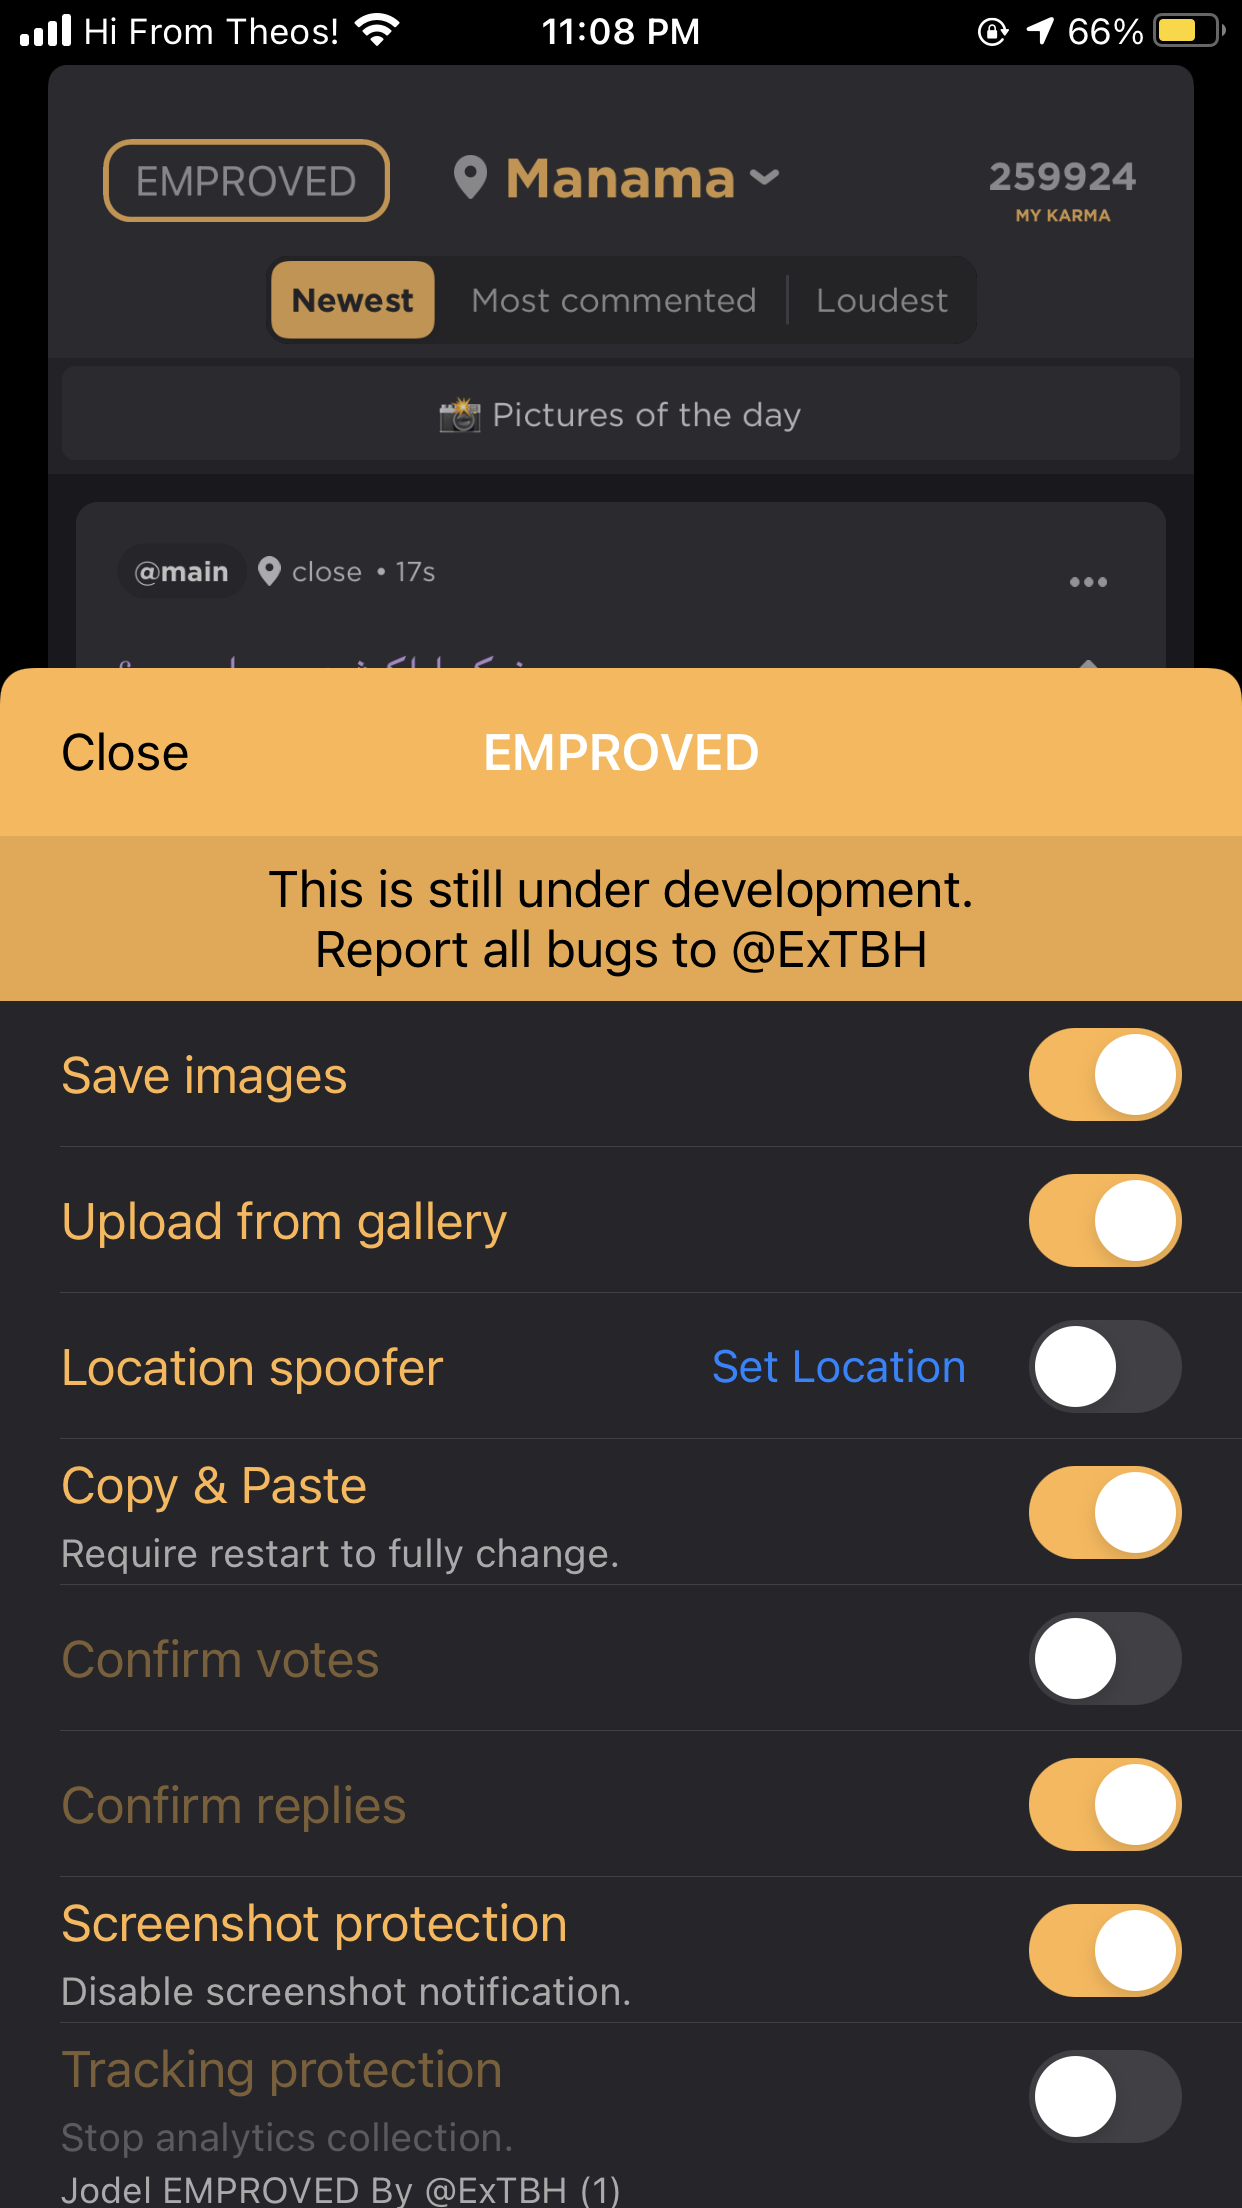 Hi From Theos!
11:08 PM
66%
EMPROVED
Manama
259924
MY KARMA
Newest
Most commented
Loudest
Pictures of the day
@main
close • 17s
Close
EMPROVED
This is still under development.
Report all bugs to @ExTBH
Save images
Upload from gallery
Location spoofer
Set Location
Copy & Paste
Require restart to fully change.
Confirm votes
Confirm replies
Screenshot protection
Disable screenshot notification.
Tracking protection
Stop analytics collection.
Jodel EMPROVED By @ExTBH (1)